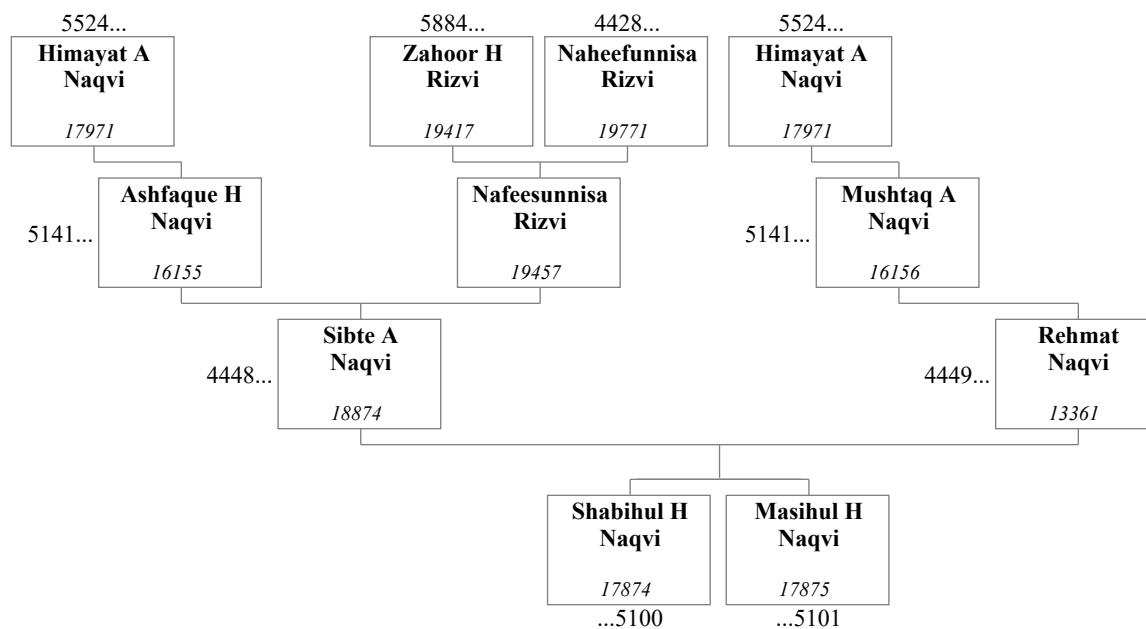 5524...
5884...
4428...
5524...
Himayat A
Naqvi
17971
Zahoor H
Rizvi
19417
Naheefunnisa
Rizvi
19771
Himayat A
Naqvi
17971
5141...
Ashfaque H
Naqvi
16155
Nafeesunnisa
Rizvi
19457
5141...
Mushtaq A
Naqvi
16156
4448...
Sibte A
Naqvi
18874
4449...
Rehmat
Naqvi
13361
Shabihul H
Naqvi
17874
...5100
Masihul H
Naqvi
17875
...5101